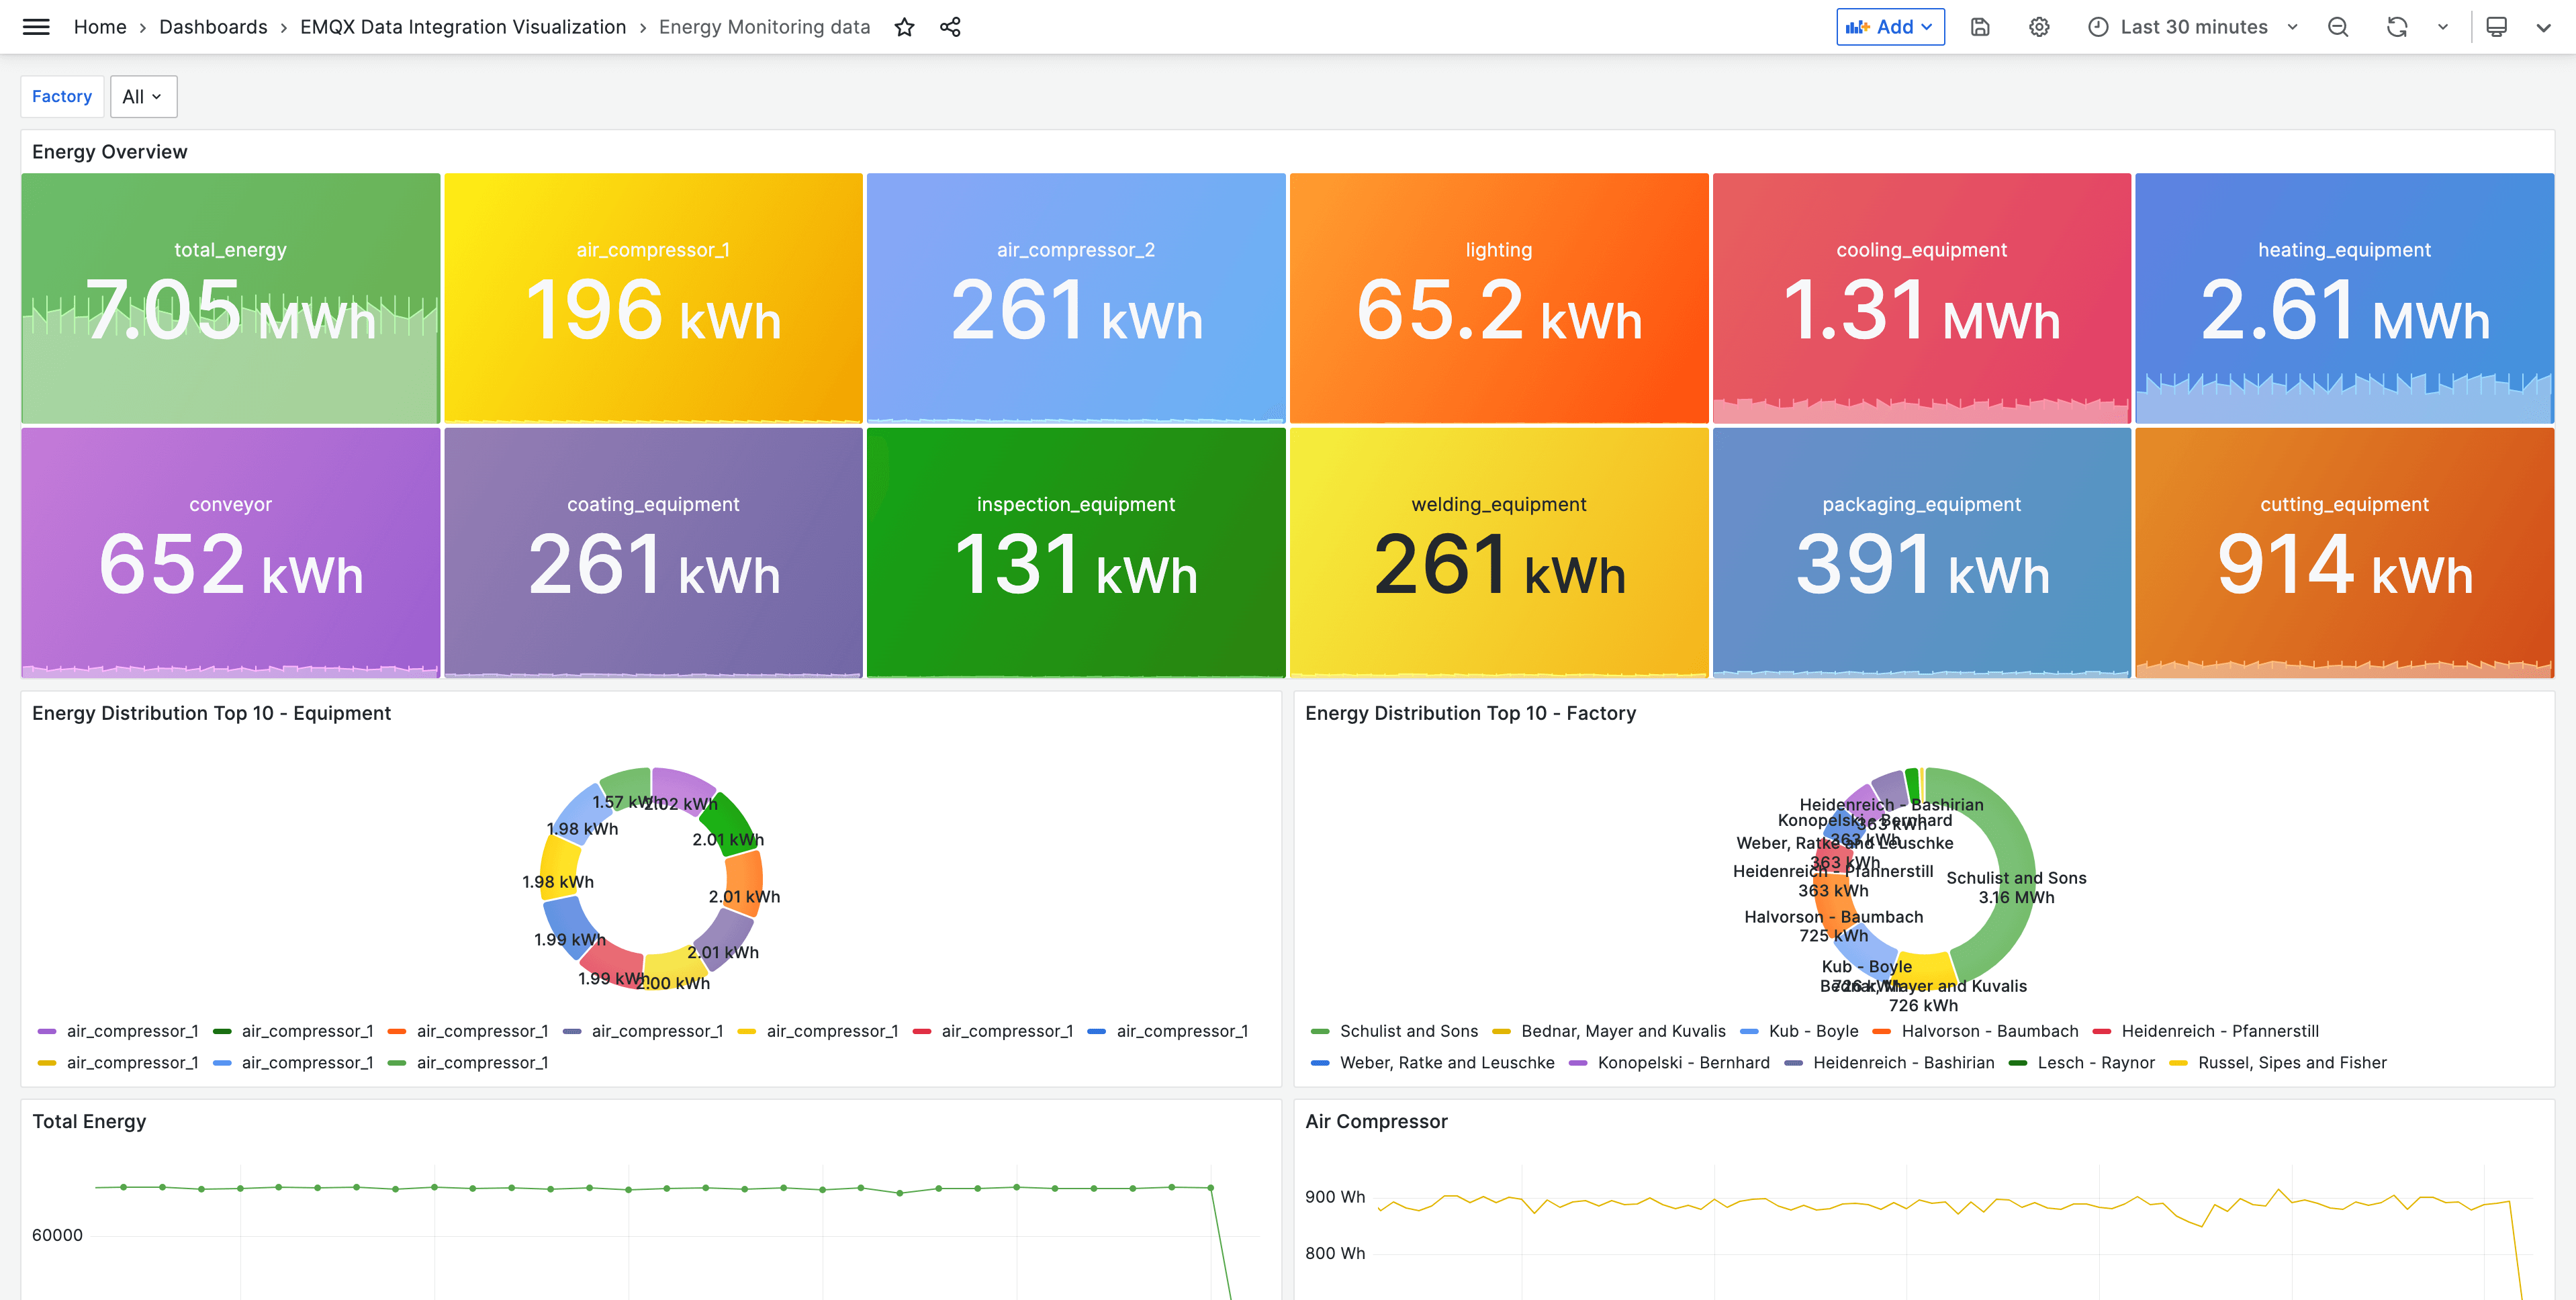 Home › Dashboards › EMQX Data Integration Visualization › Energy Monitoring data
Add
Last 30 minutes
Factory
All
Energy Overview
total_energy
7.05 MWh
air_compressor_1
196 kWh
air_compressor_2
261 kWh
lighting
65.2 kWh
cooling_equipment
1.31 MWh
heating_equipment
2.61 MWh
conveyor
652 kWh
coating_equipment
261 kWh
inspection_equipment
131 kWh
welding_equipment
261 kWh
packaging_equipment
391 kWh
cutting_equipment
914 kWh
Energy Distribution Top 10 - Equipment
1.57 kWh
2.02 kWh
1.98 kWh
2.01 kWh
1.98 kWh
2.01 kWh
1.99 kWh
2.01 kWh
1.99 kWh
2.00 kWh
air_compressor_1 air_compressor_1 air_compressor_1 air_compressor_1 air_compressor_1 air_compressor_1 air_compressor_1
air_compressor_1 air_compressor_1 air_compressor_1
Energy Distribution Top 10 - Factory
Heidenreich - Bashirian
363 kWh
Konopelski - Bernhard
363 kWh
Weber, Ratke and Leuschke
363 kWh
Heidenreich - Pfannerstill
363 kWh
Schulist and Sons
3.16 MWh
Halvorson - Baumbach
725 kWh
Kub - Boyle
726 kWh
Bednar, Mayer and Kuvalis
726 kWh
Schulist and Sons Bednar, Mayer and Kuvalis Kub - Boyle Halvorson - Baumbach Heidenreich - Pfannerstill
Weber, Ratke and Leuschke Konopelski - Bernhard Heidenreich - Bashirian Lesch - Raynor Russel, Sipes and Fisher
Total Energy
60000
Air Compressor
900 Wh
800 Wh